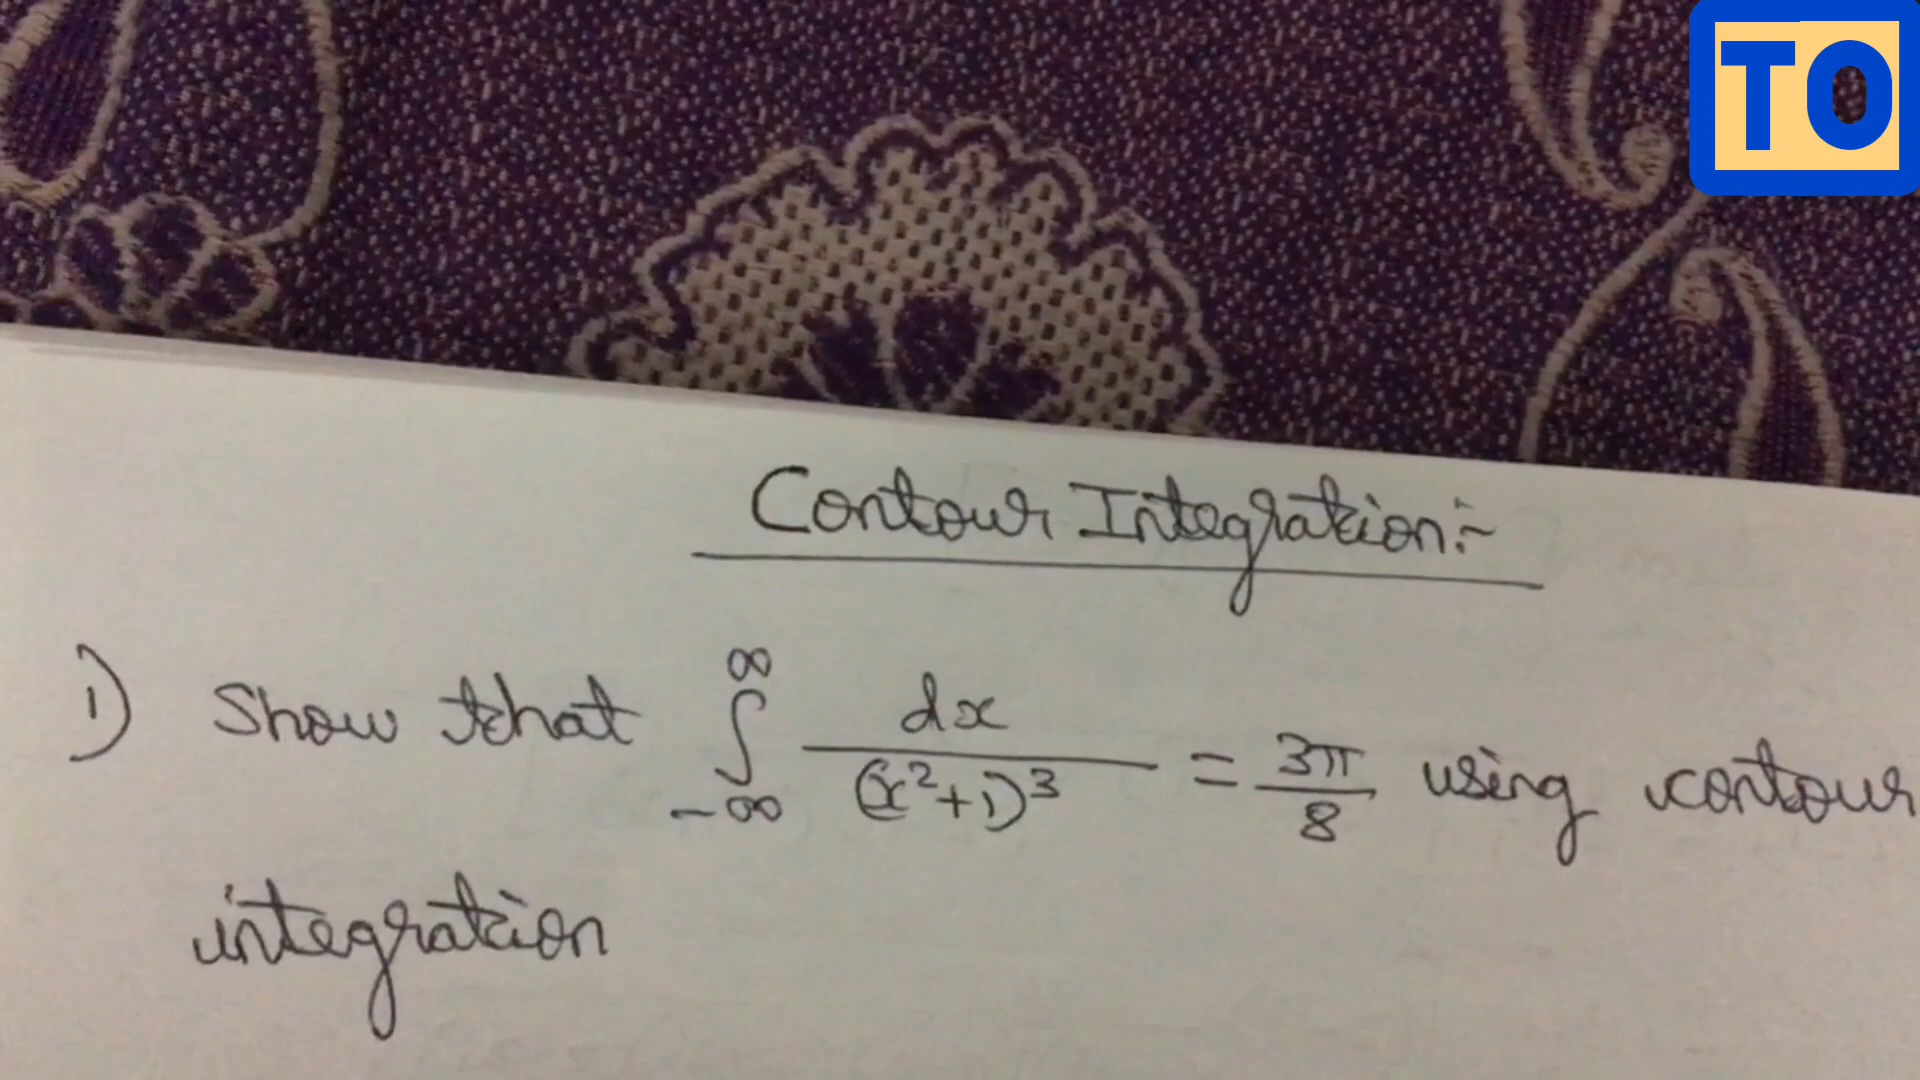 TO
Contour Integration:-
1) Show that ∫_{-∞}^{∞} dx/(x²+1)³ = 3π/8 using contour
integration